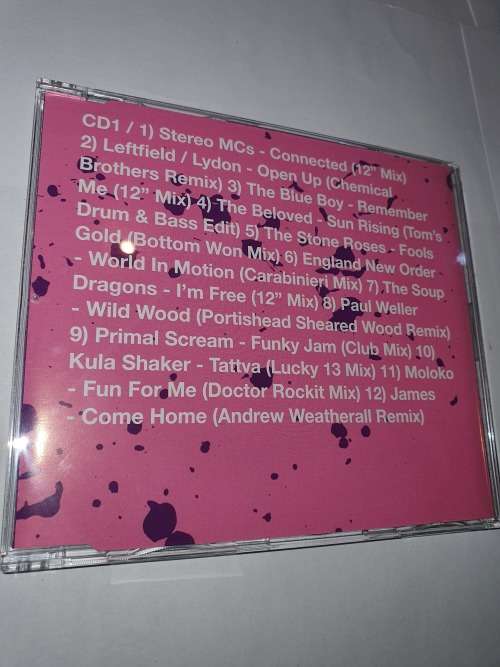 CD1 / 1) Stereo MCs - Connected (12” Mix)
2) Leftfield / Lydon - Open Up (Chemical
Brothers Remix) 3) The Blue Boy - Remember
Me (12” Mix) 4) The Beloved - Sun Rising (Tom's
Drum & Bass Edit) 5) The Stone Roses - Fools
Gold (Bottom Won Mix) 6) England New Order
- World In Motion (Carabinieri Mix) 7) The Soup
Dragons - I'm Free (12” Mix) 8) Paul Weller
- Wild Wood (Portishead Sheared Wood Remix)
9) Primal Scream - Funky Jam (Club Mix) 10)
Kula Shaker - Tattva (Lucky 13 Mix) 11) Moloko
- Fun For Me (Doctor Rockit Mix) 12) James
- Come Home (Andrew Weatherall Remix)